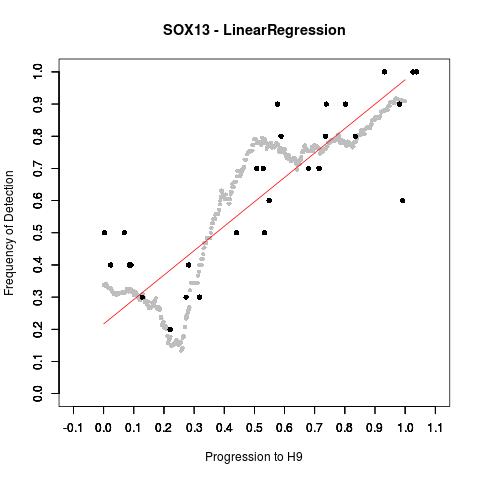 SOX13 - LinearRegression
Frequency of Detection
1.0
0.9
0.8
0.7
0.6
0.5
0.4
0.3
0.2
0.1
0.0
-0.1 0.0 0.1 0.2 0.3 0.4 0.5 0.6 0.7 0.8 0.9 1.0 1.1
Progression to H9